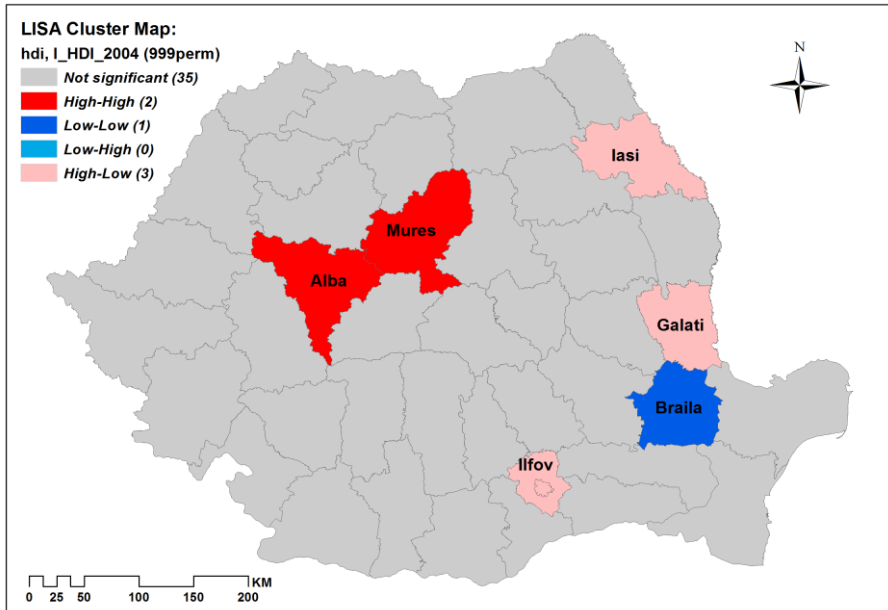 LISA Cluster Map:
hdi, I_HDI_2004 (999perm)
Not significant (35)
High-High (2)
Low-Low (1)
Low-High (0)
High-Low (3)
N
Iasi
Mures
Alba
Galati
Braila
Ilfov
KM
0 25 50 100 150 200